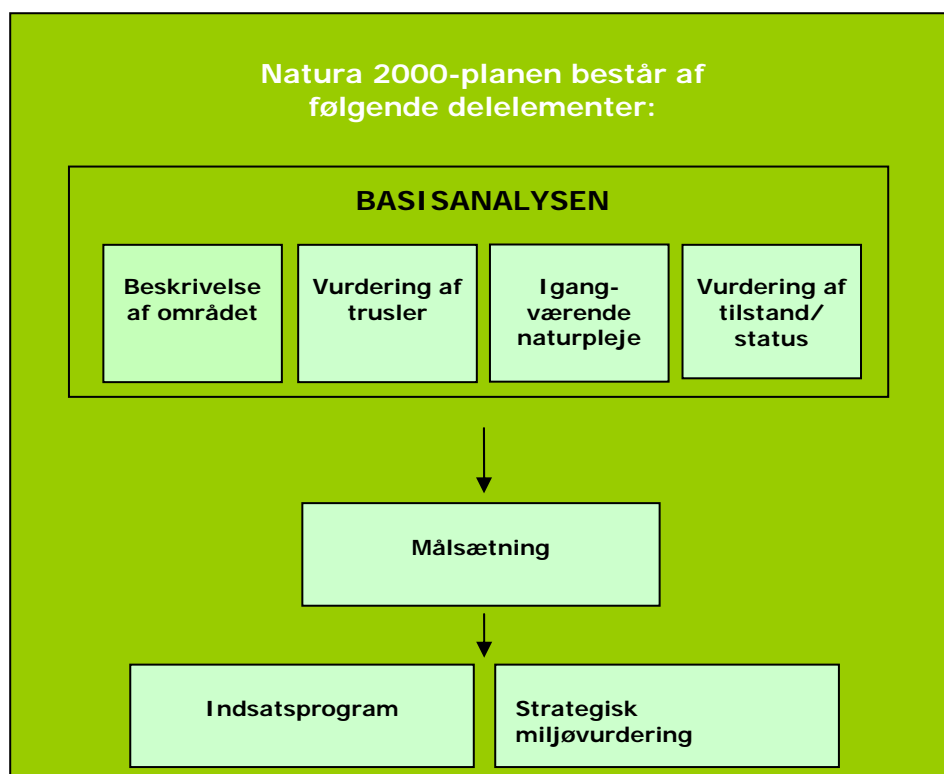 Natura 2000-planen består af
følgende delelementer:
BASISANALYSEN
Beskrivelse
af området
Vurdering af
trusler
Igang-
værende
naturpleje
Vurdering af
tilstand/
status
Målsætning
Indsatsprogram
Strategisk
miljøvurdering